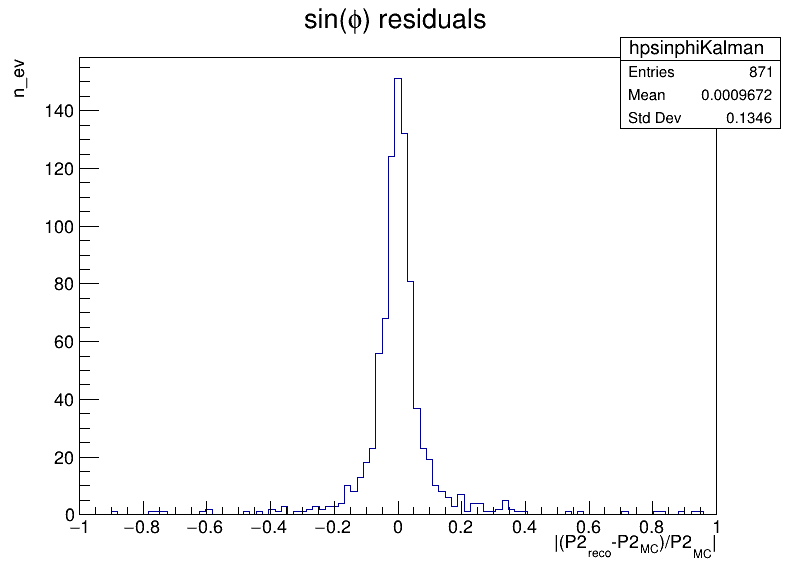 sin(ϕ) residuals
hpsinphiKalman
Entries 871
Mean 0.0009672
Std Dev 0.1346
n_ev
140
120
100
80
60
40
20
0
−1 −0.8 −0.6 −0.4 −0.2 0 0.2 0.4 0.6 0.8 1
|(P2reco-P2MC)/P2MC|